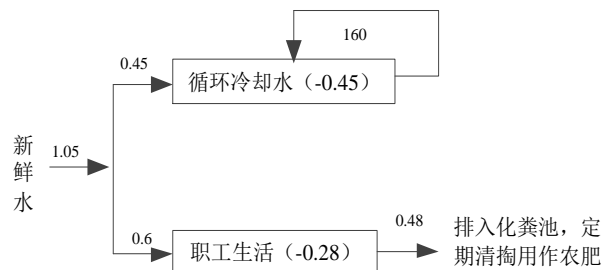 160
0.45
循环冷却水（-0.45）
新
鲜
水
1.05
0.6
职工生活（-0.28）
0.48
排入化粪池，定
期清掏用作农肥